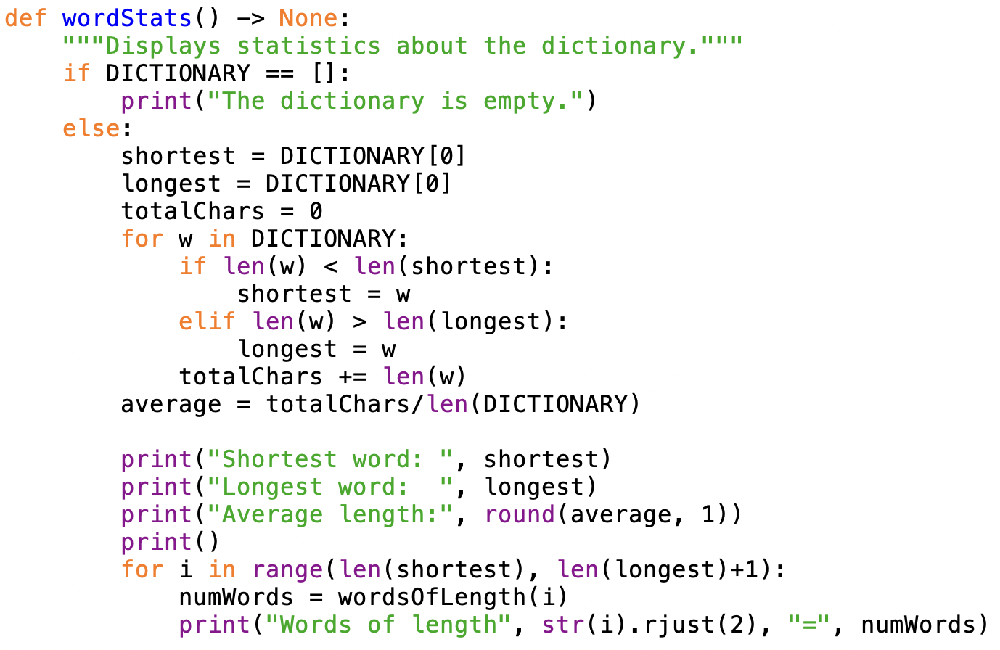 def wordStats() -> None:
    """Displays statistics about the dictionary."""
    if DICTIONARY == []:
        print("The dictionary is empty.")
    else:
        shortest = DICTIONARY[0]
        longest = DICTIONARY[0]
        totalChars = 0
        for w in DICTIONARY:
            if len(w) < len(shortest):
                shortest = w
            elif len(w) > len(longest):
                longest = w
            totalChars += len(w)
        average = totalChars/len(DICTIONARY)

        print("Shortest word: ", shortest)
        print("Longest word:  ", longest)
        print("Average length:", round(average, 1))
        print()
        for i in range(len(shortest), len(longest)+1):
            numWords = wordsOfLength(i)
            print("Words of length", str(i).rjust(2), "=", numWords)